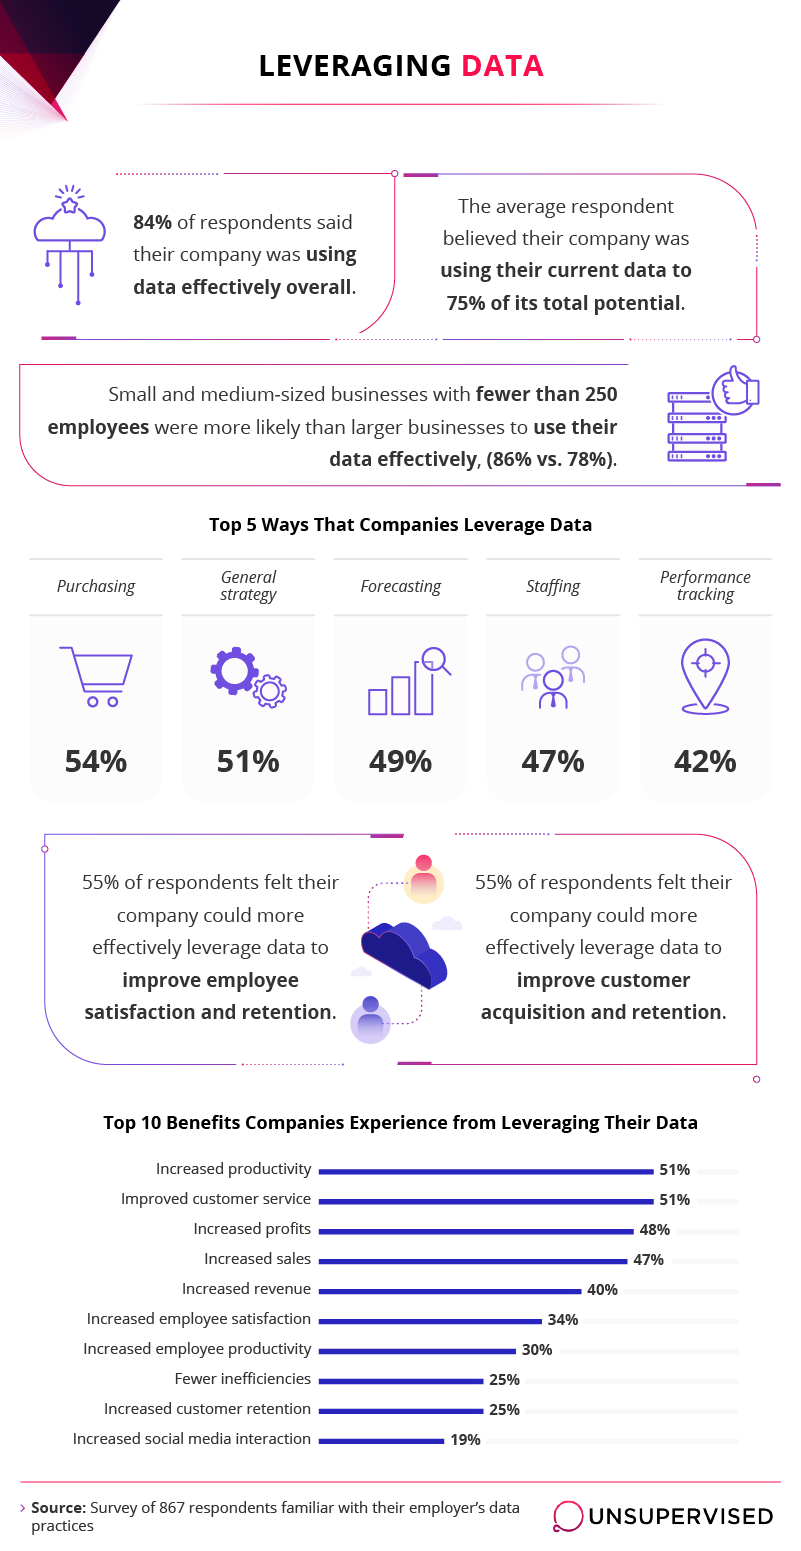 LEVERAGING DATA
84% of respondents said
their company was using
data effectively overall.
The average respondent
believed their company was
using their current data to
75% of its total potential.
Small and medium-sized businesses with fewer than 250
employees were more likely than larger businesses to use their
data effectively, (86% vs. 78%).
Top 5 Ways That Companies Leverage Data
Purchasing
General
strategy
Forecasting
Staffing
Performance
tracking
54%
51%
49%
47%
42%
55% of respondents felt their
company could more
effectively leverage data to
improve employee
satisfaction and retention.
55% of respondents felt their
company could more
effectively leverage data to
improve customer
acquisition and retention.
Top 10 Benefits Companies Experience from Leveraging Their Data
Increased productivity 51%
Improved customer service 51%
Increased profits 48%
Increased sales 47%
Increased revenue 40%
Increased employee satisfaction 34%
Increased employee productivity 30%
Fewer inefficiencies 25%
Increased customer retention 25%
Increased social media interaction 19%
Source: Survey of 867 respondents familiar with their employer's data
practices
UNSUPERVISED